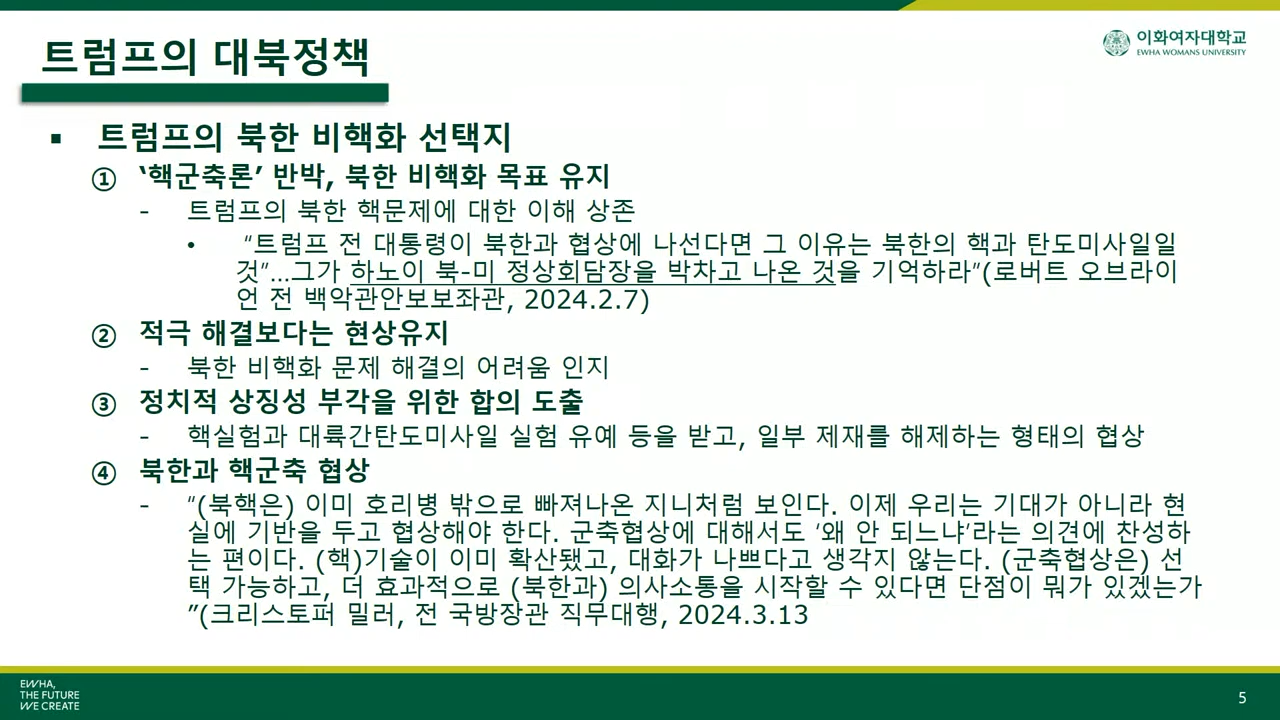 트럼프의 대북정책
이화여자대학교
EWHA WOMANS UNIVERSITY
▪ 트럼프의 북한 비핵화 선택지
① ‘핵군축론’ 반박, 북한 비핵화 목표 유지
- 트럼프의 북한 핵문제에 대한 이해 상존
• “트럼프 전 대통령이 북한과 협상에 나선다면 그 이유는 북한의 핵과 탄도미사일일
것”...그가 하노이 북-미 정상회담장을 박차고 나온 것을 기억하라”(로버트 오브라이
언 전 백악관안보보좌관, 2024.2.7)
② 적극 해결보다는 현상유지
- 북한 비핵화 문제 해결의 어려움 인지
③ 정치적 상징성 부각을 위한 합의 도출
- 핵실험과 대륙간탄도미사일 실험 유예 등을 받고, 일부 제재를 해제하는 형태의 협상
④ 북한과 핵군축 협상
- “(북핵은) 이미 호리병 밖으로 빠져나온 지니처럼 보인다. 이제 우리는 기대가 아니라 현
실에 기반을 두고 협상해야 한다. 군축협상에 대해서도 ‘왜 안 되느냐’라는 의견에 찬성하
는 편이다. (핵)기술이 이미 확산됐고, 대화가 나쁘다고 생각지 않는다. (군축협상은) 선
택 가능하고, 더 효과적으로 (북한과) 의사소통을 시작할 수 있다면 단점이 뭐가 있겠는가
”(크리스토퍼 밀러, 전 국방장관 직무대행, 2024.3.13
EWHA,
THE FUTURE
WE CREATE
5